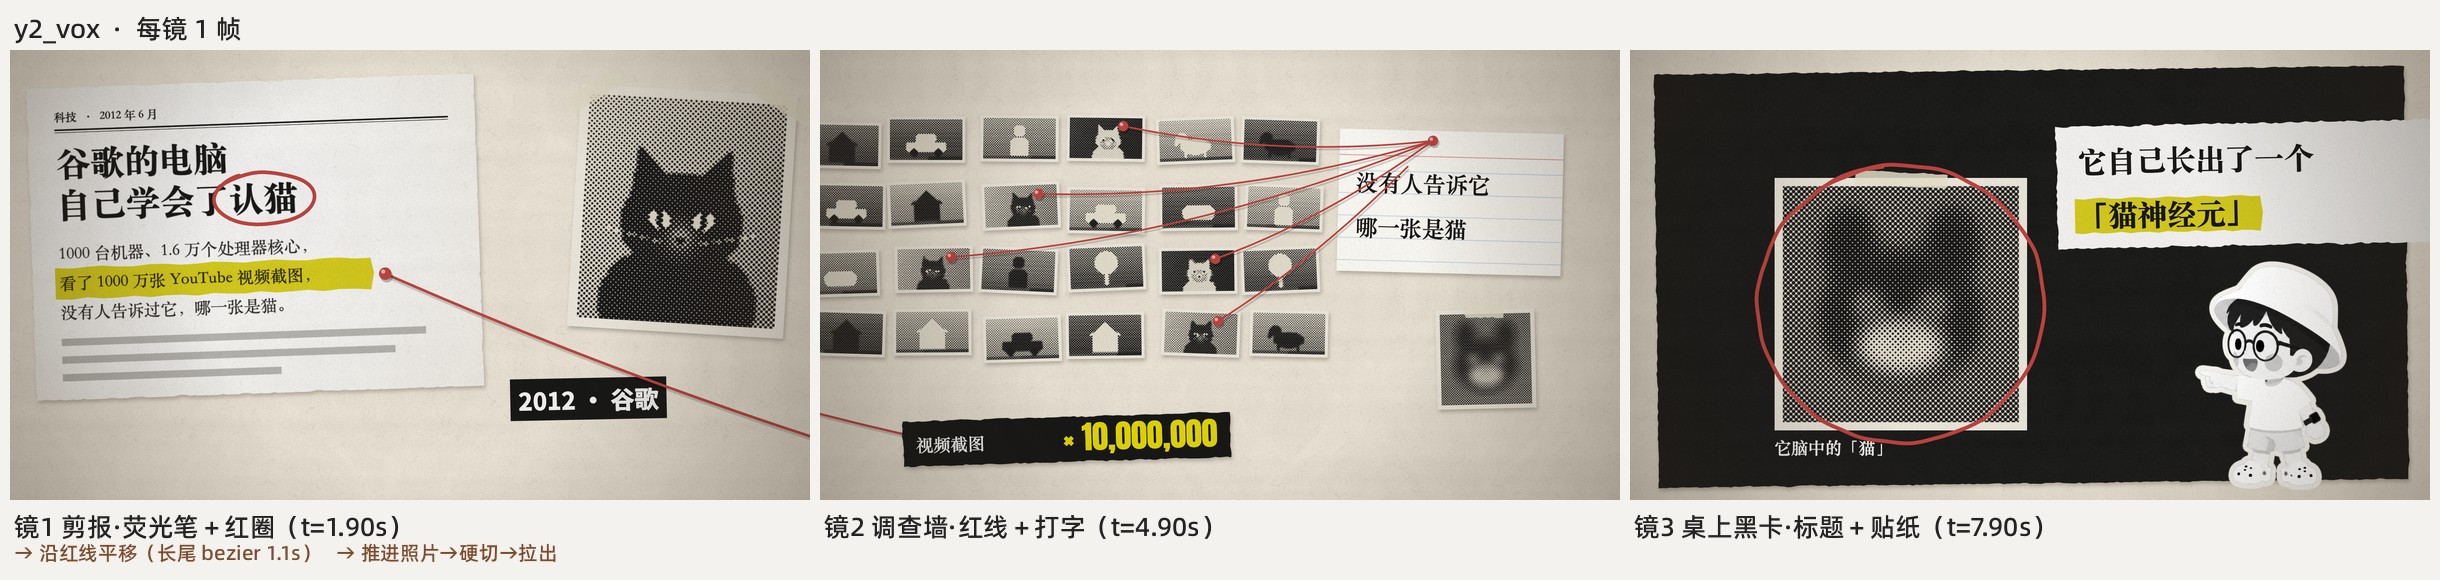 y2_vox · 每镜 1 帧
科技 · 2012 年 6 月
谷歌的电脑
自己学会了认猫
1000 台机器、1.6 万个处理器核心，
看了 1000 万张 YouTube 视频截图，
没有人告诉过它，哪一张是猫。
2012 · 谷歌
没有人告诉它
哪一张是猫
视频截图 × 10,000,000
它自己长出了一个
「猫神经元」
它脑中的「猫」
镜1 剪报·荧光笔 + 红圈（t=1.90s）
→ 沿红线平移（长尾 bezier 1.1s） → 推进照片→硬切→拉出
镜2 调查墙·红线 + 打字（t=4.90s）
镜3 桌上黑卡·标题 + 贴纸（t=7.90s）